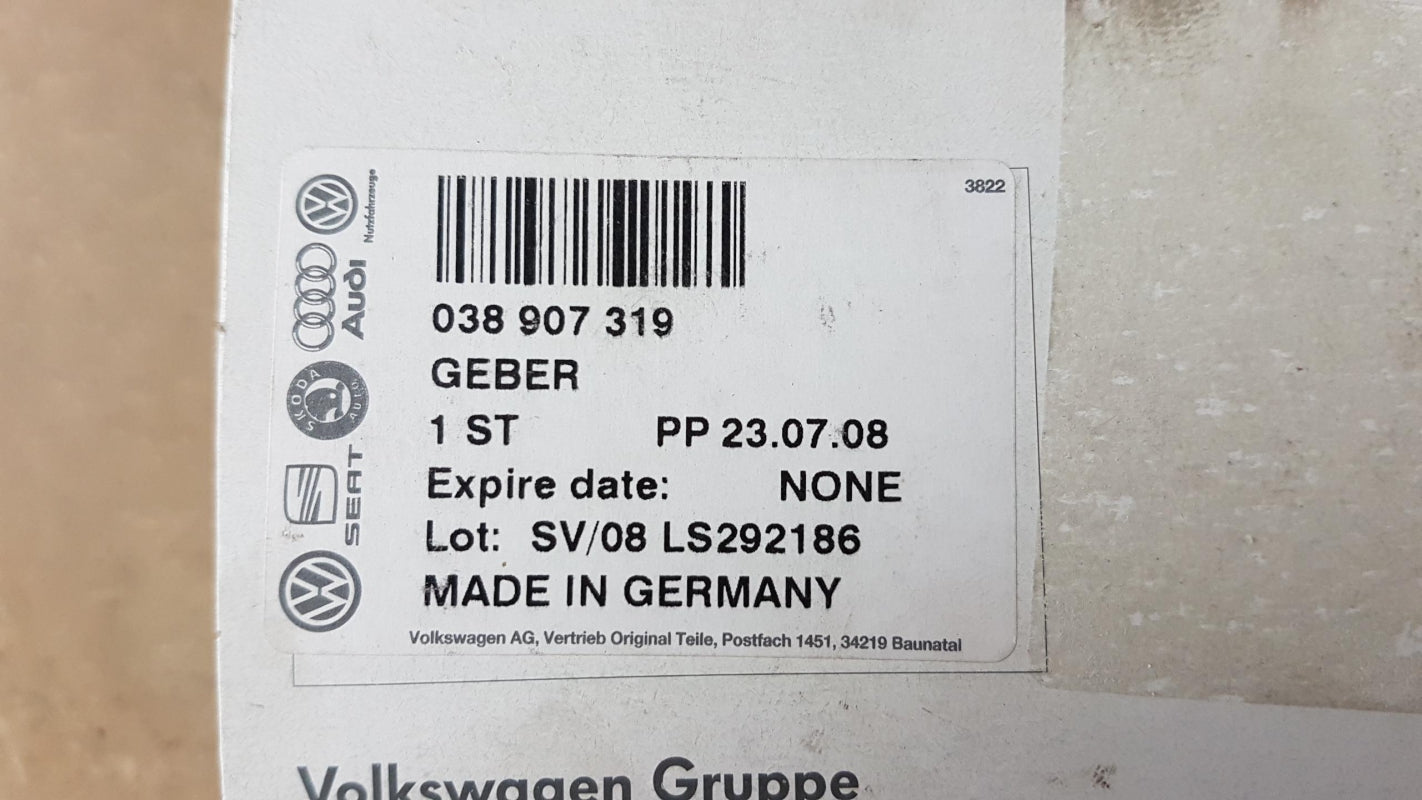 3822
Nutzfahrzeuge
Audi
SKODA AUTO
SEAT
038 907 319
GEBER
1 ST PP 23.07.08
Expire date: NONE
Lot: SV/08 LS292186
MADE IN GERMANY
Volkswagen AG, Vertrieb Original Teile, Postfach 1451, 34219 Baunatal
Volkswagen Gruppe